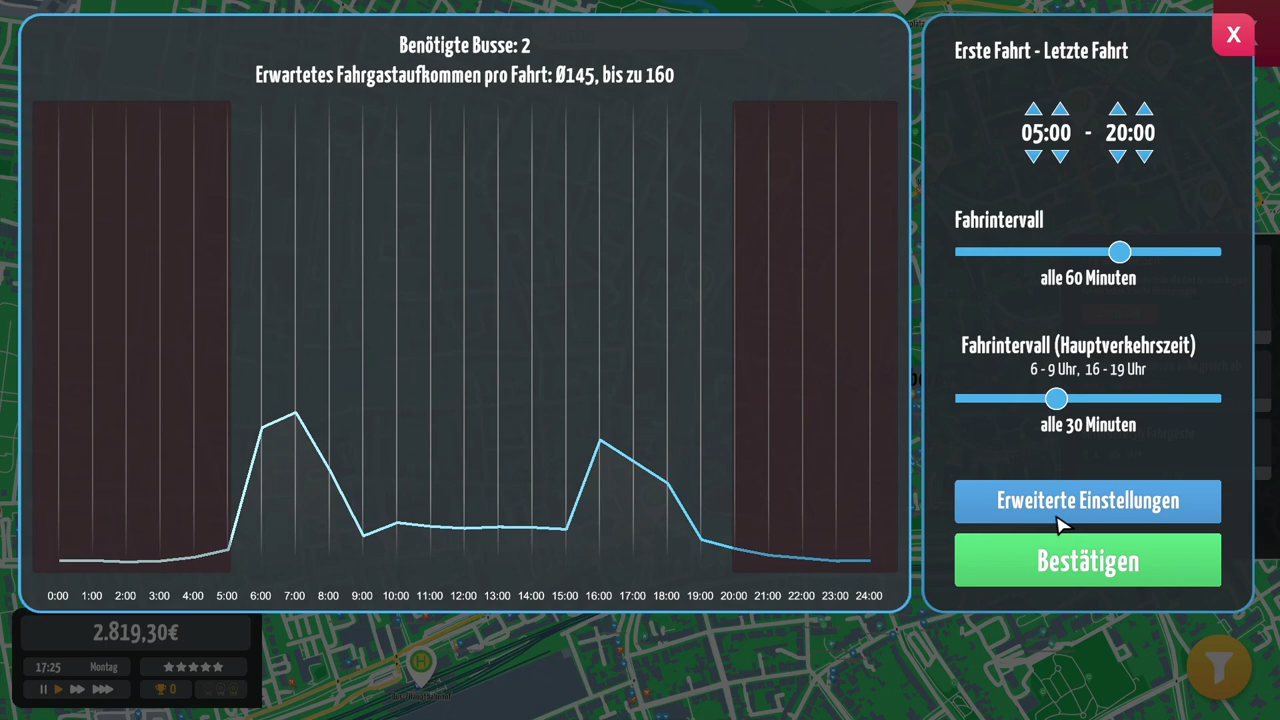 Benötigte Busse: 2
Erwartetes Fahrgastaufkommen pro Fahrt: Ø145, bis zu 160
0:00 1:00 2:00 3:00 4:00 5:00 6:00 7:00 8:00 9:00 10:00 11:00 12:00 13:00 14:00 15:00 16:00 17:00 18:00 19:00 20:00 21:00 22:00 23:00 24:00
X
Erste Fahrt - Letzte Fahrt
05:00 - 20:00
Fahrintervall
alle 60 Minuten
Fahrintervall (Hauptverkehrszeit)
6 - 9 Uhr, 16 - 19 Uhr
alle 30 Minuten
Erweiterte Einstellungen
Bestätigen
2.819,30€
17:25 Montag
0
H